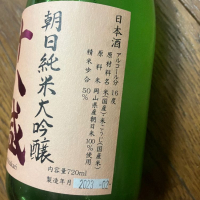 日本酒
アルコール分 16度
原材料名 米(国産)・米こうじ(国産米)
原料米 岡山県産朝日米100%使用
精米歩合 50%
朝日純米大吟醸
内容量720ml
製造年月 2023